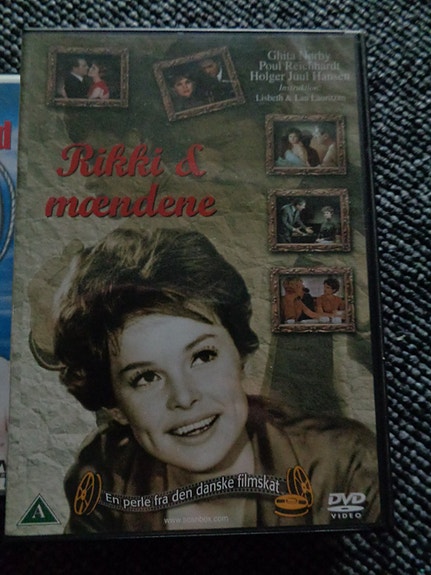 Ghita Nørby
Poul Reichhardt
Holger Juul Hansen
Instruktion:
Lisbeth & Lau Lauritzen
Rikki &
mændene
En perle fra den danske filmskat
A
DVD
VIDEO